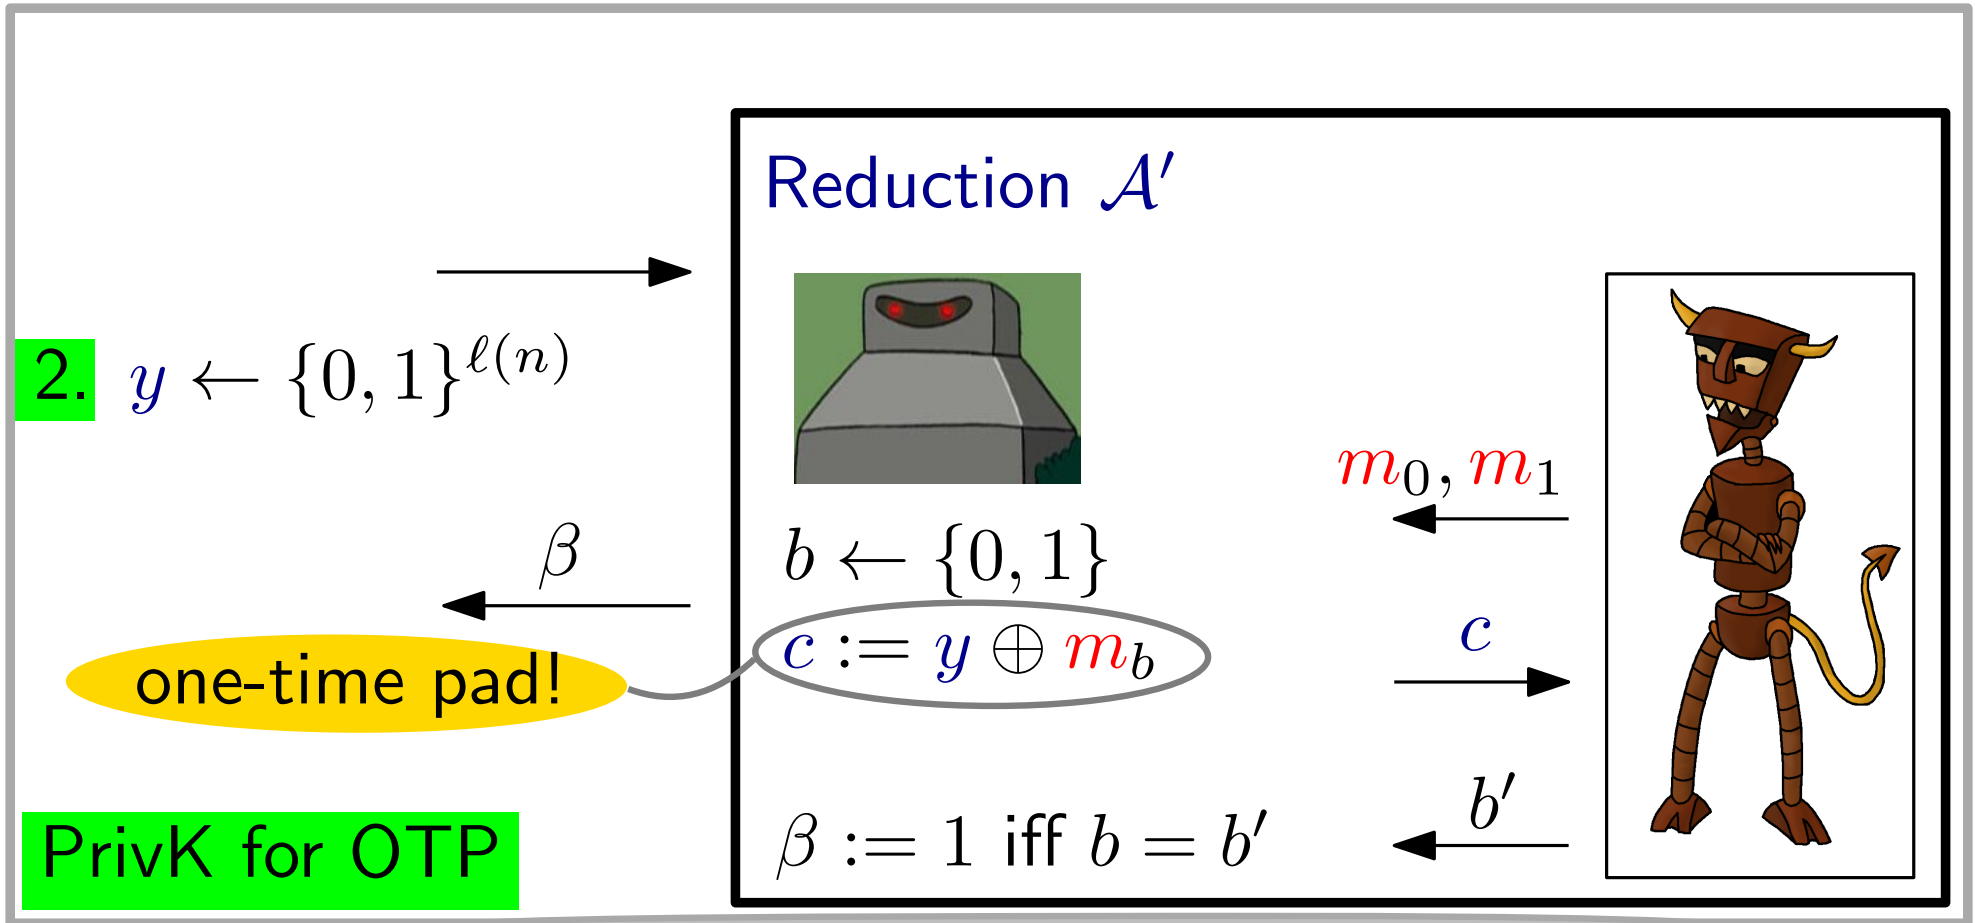 Reduction 𝒜′
2. y ← {0, 1}^{ℓ(n)}
m₀, m₁
β
b ← {0, 1}
c := y ⊕ m_b
c
one-time pad!
b′
β := 1 iff b = b′
PrivK for OTP